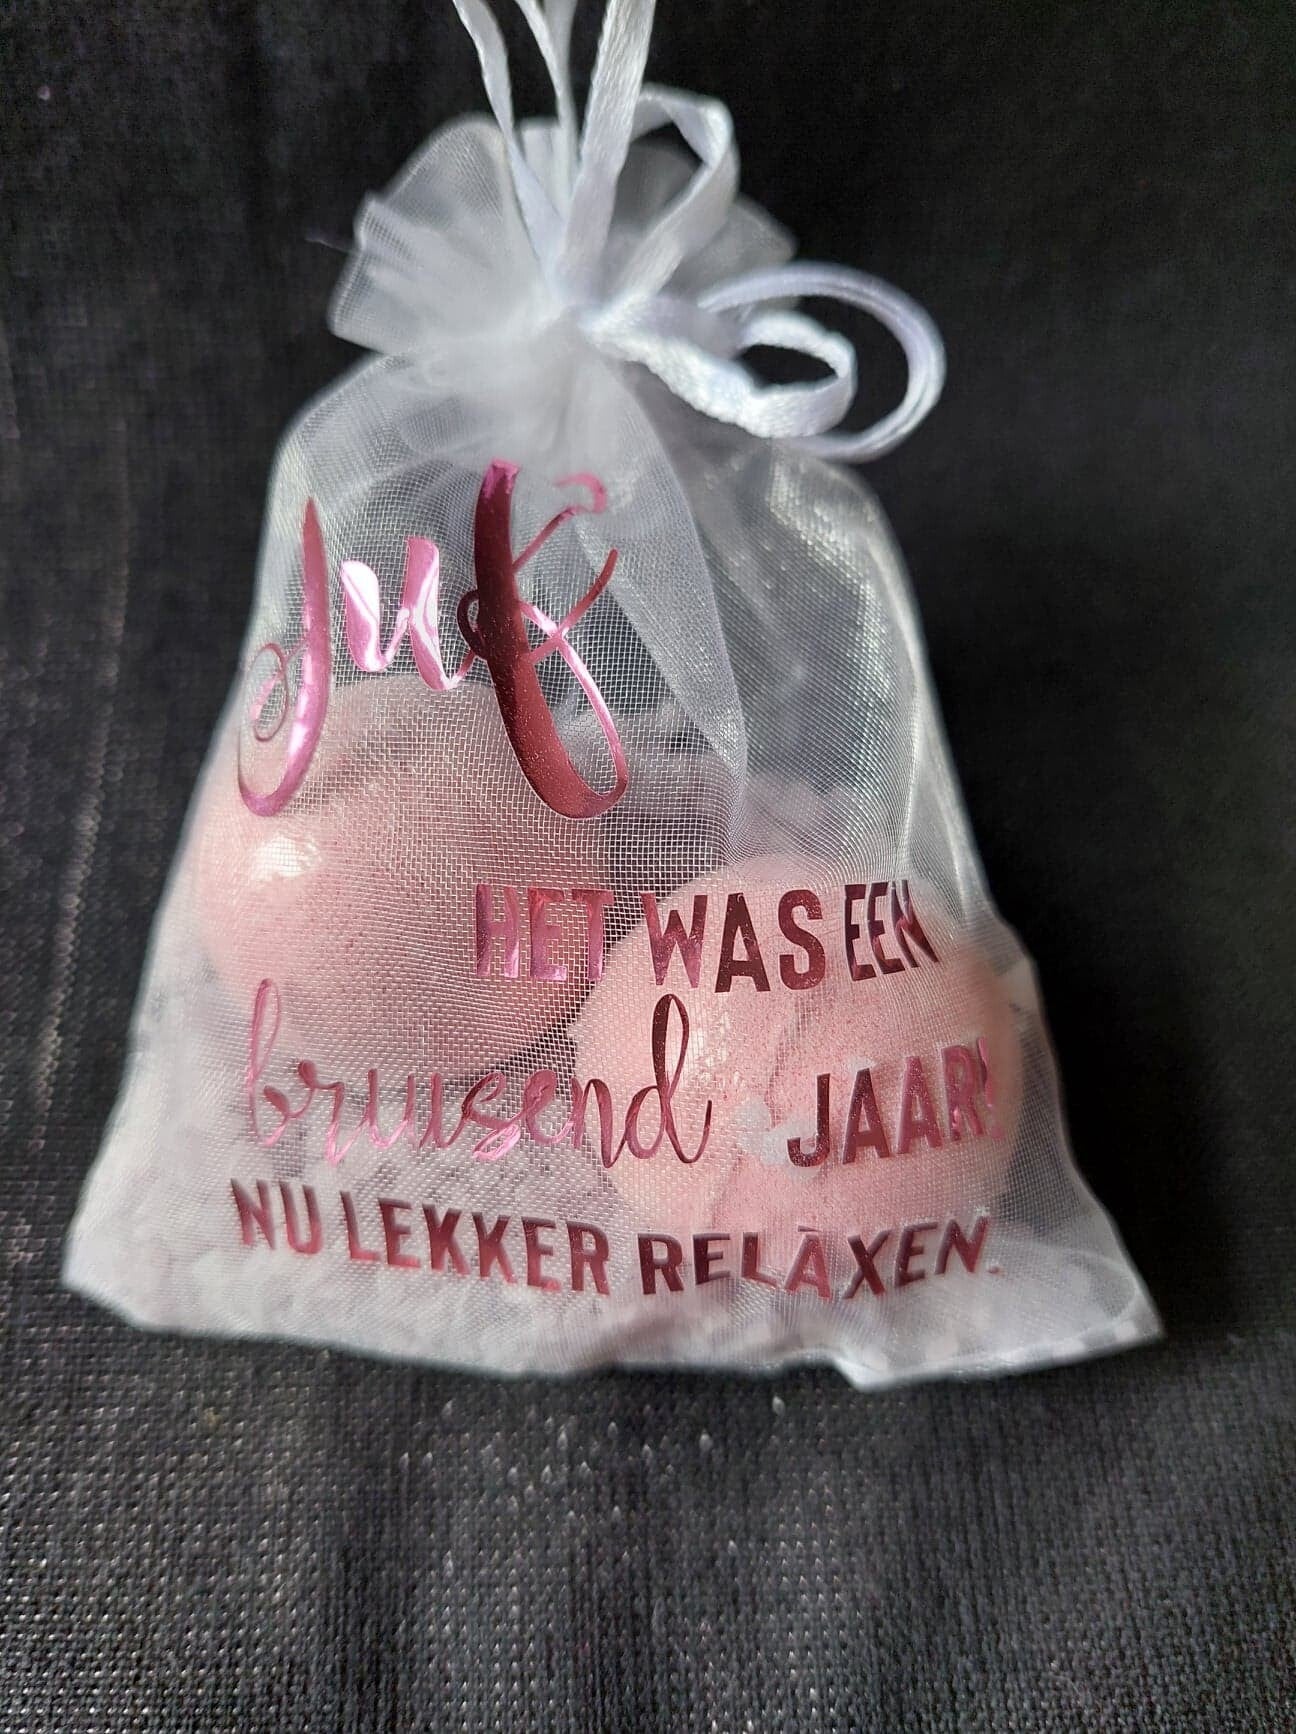 Juf
HET WAS EEN
bruisend JAAR!
NU LEKKER RELAXEN.